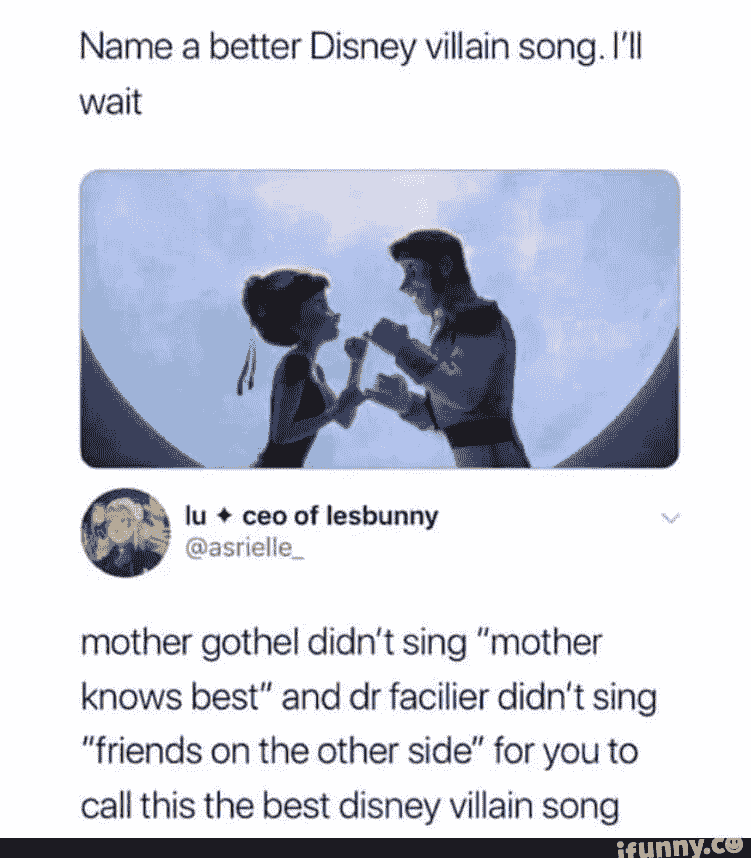 Name a better Disney villain song. I'll
wait
lu ✦ ceo of lesbunny
@asrielle_
mother gothel didn't sing "mother
knows best" and dr facilier didn't sing
"friends on the other side" for you to
call this the best disney villain song
ifunny.co